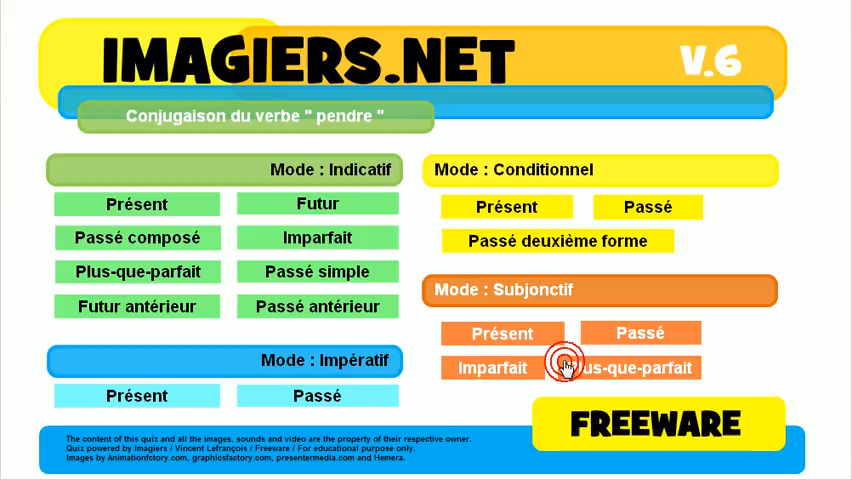 IMAGIERS.NET
V.6
Conjugaison du verbe " pendre "
Mode : Indicatif
Présent
Futur
Passé composé
Imparfait
Plus-que-parfait
Passé simple
Futur antérieur
Passé antérieur
Mode : Impératif
Présent
Passé
Mode : Conditionnel
Présent
Passé
Passé deuxième forme
Mode : Subjonctif
Présent
Passé
Imparfait
Plus-que-parfait
FREEWARE
The content of this quiz and all the images, sounds and video are the property of their respective owner.
Quiz powered by Imagiers / Vincent Lefrançois / Freeware / For educational purpose only.
Images by Animationfctory.com, graphicsfactory.com, presentermedia.com and Hemera.